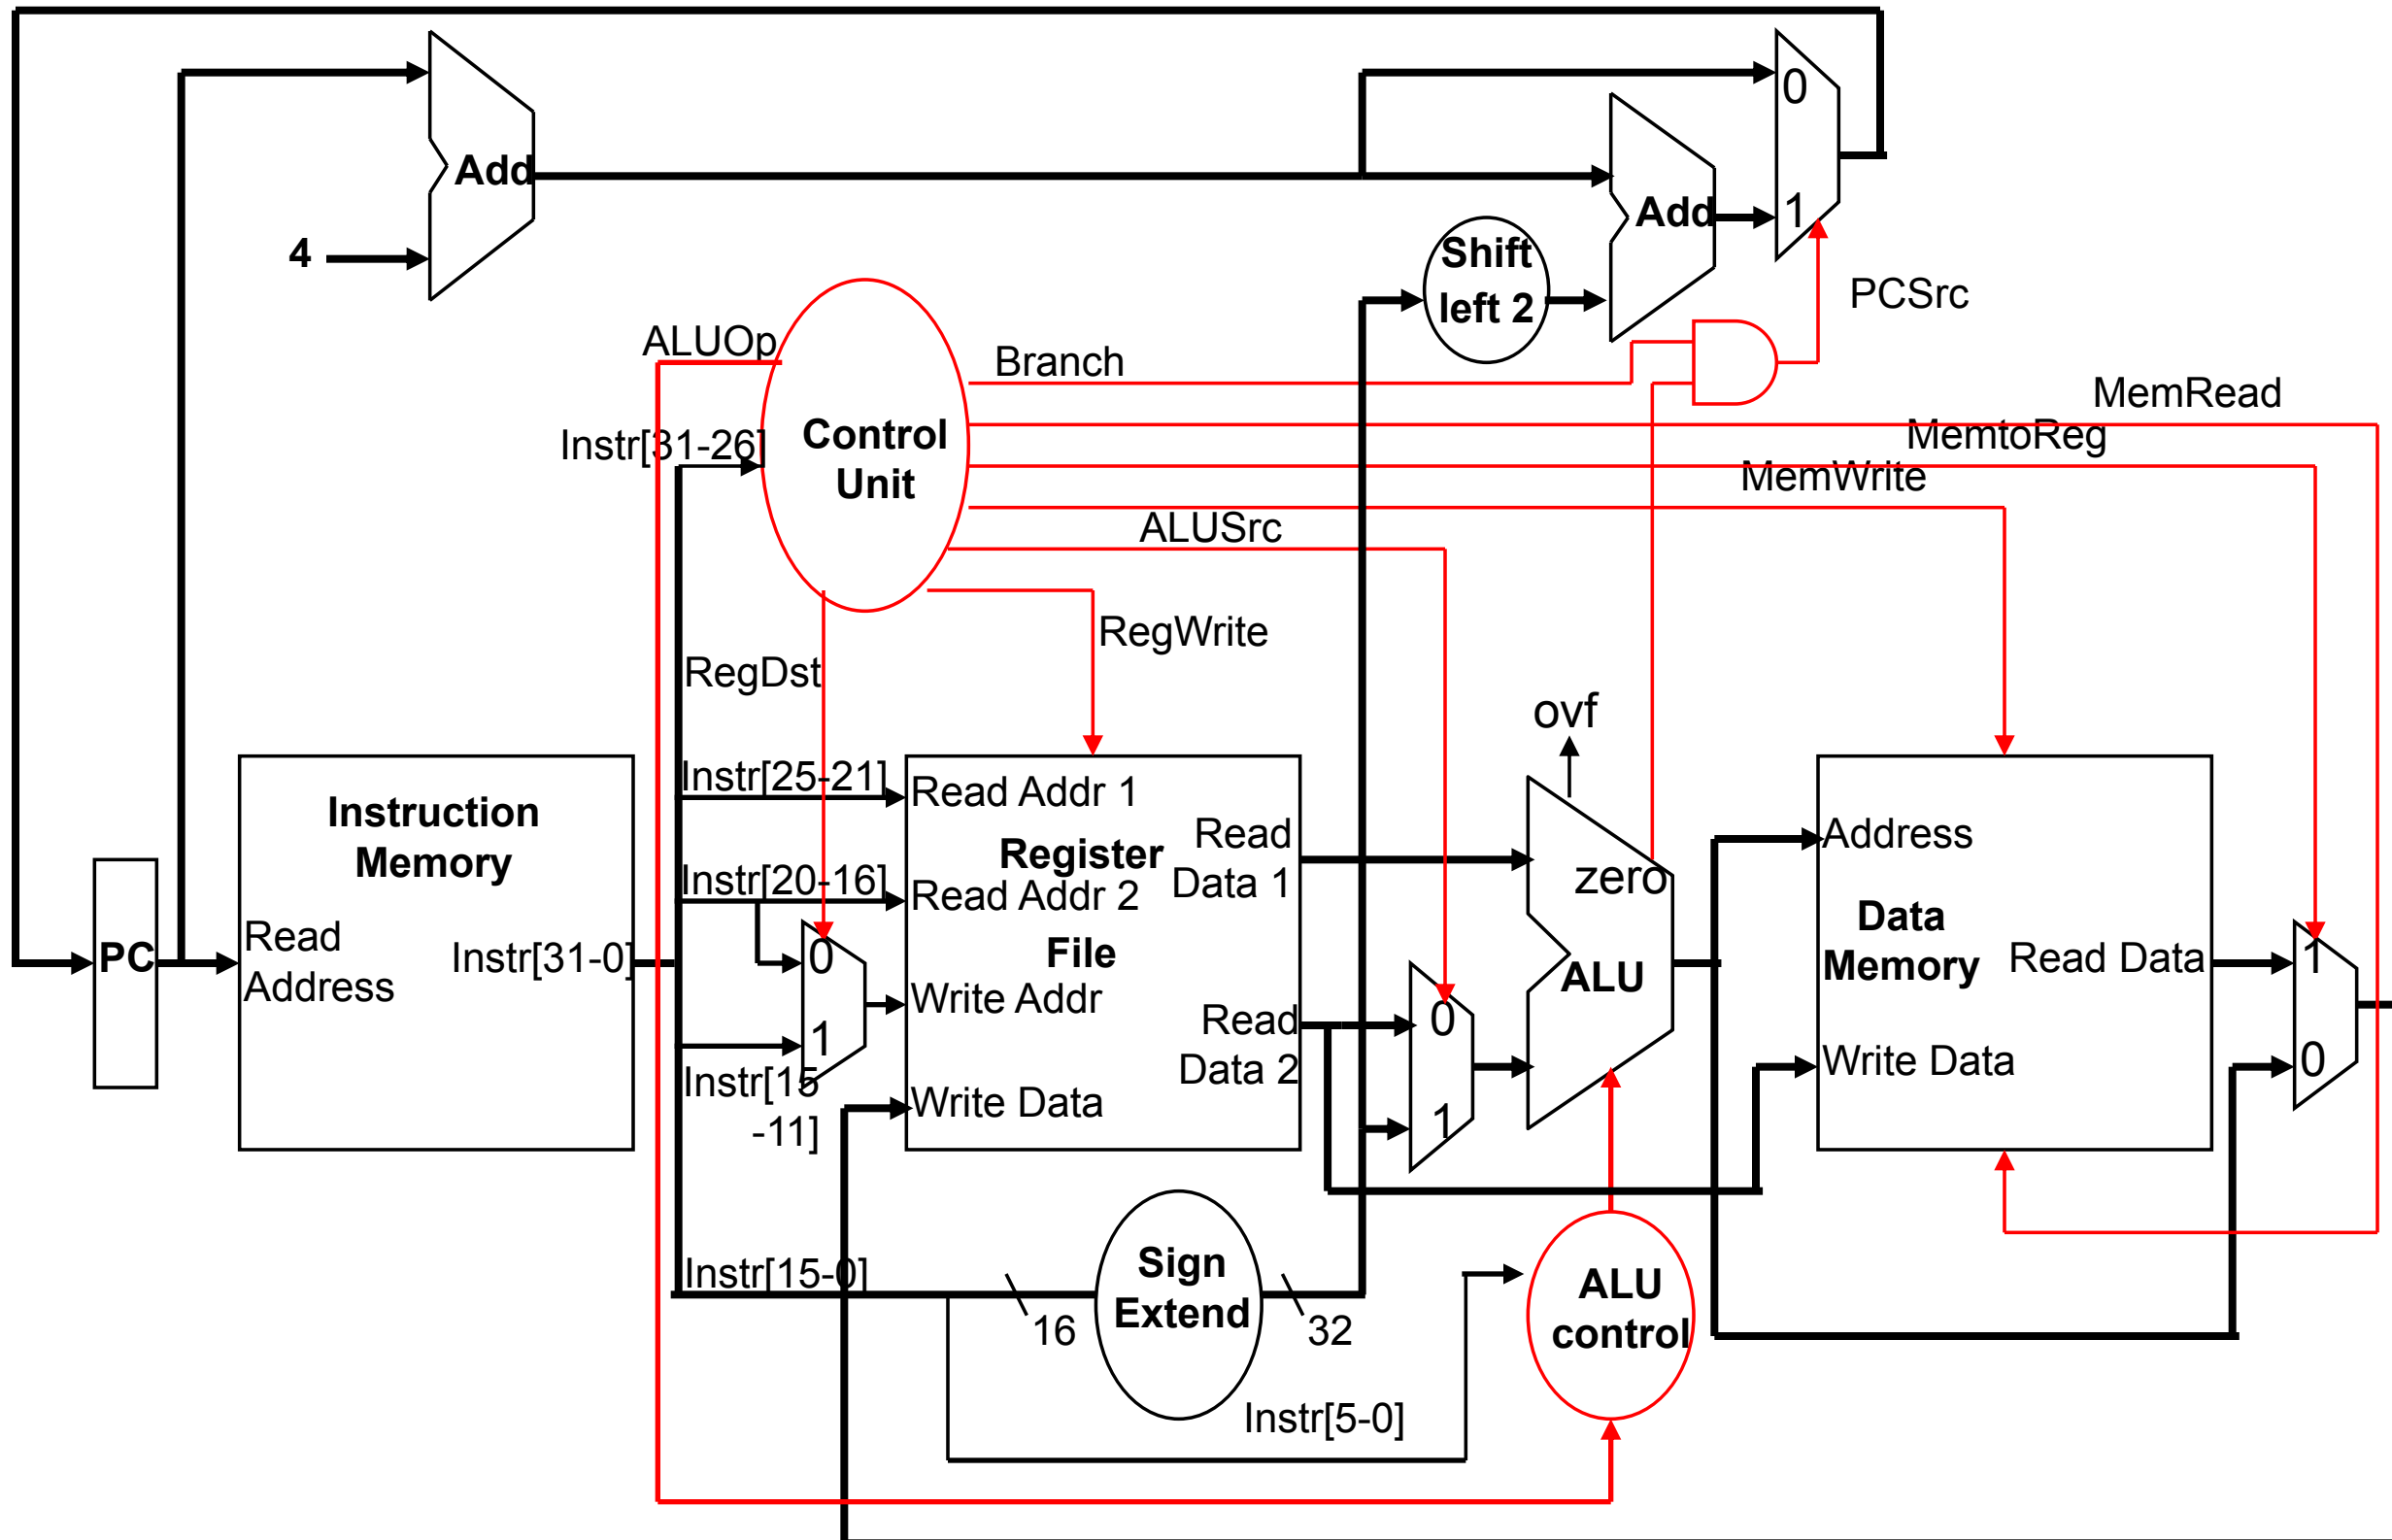 0
Add
Add
1
4
Shift
left 2
PCSrc
ALUOp
Branch
MemRead
Instr[31-26]
Control
Unit
MemtoReg
MemWrite
ALUSrc
RegWrite
RegDst
ovf
Instruction
Memory
Instr[25-21]
Read Addr 1
Register
Read
Data 1
zero
Address
Instr[20-16]
Read Addr 2
Data
Memory
PC
Read
Address
Instr[31-0]
0
File
ALU
Read Data
1
Write Addr
Read
Data 2
0
1
Write Data
0
Instr[15
-11]
Write Data
1
Instr[15-0]
Sign
Extend
16
32
ALU
control
Instr[5-0]